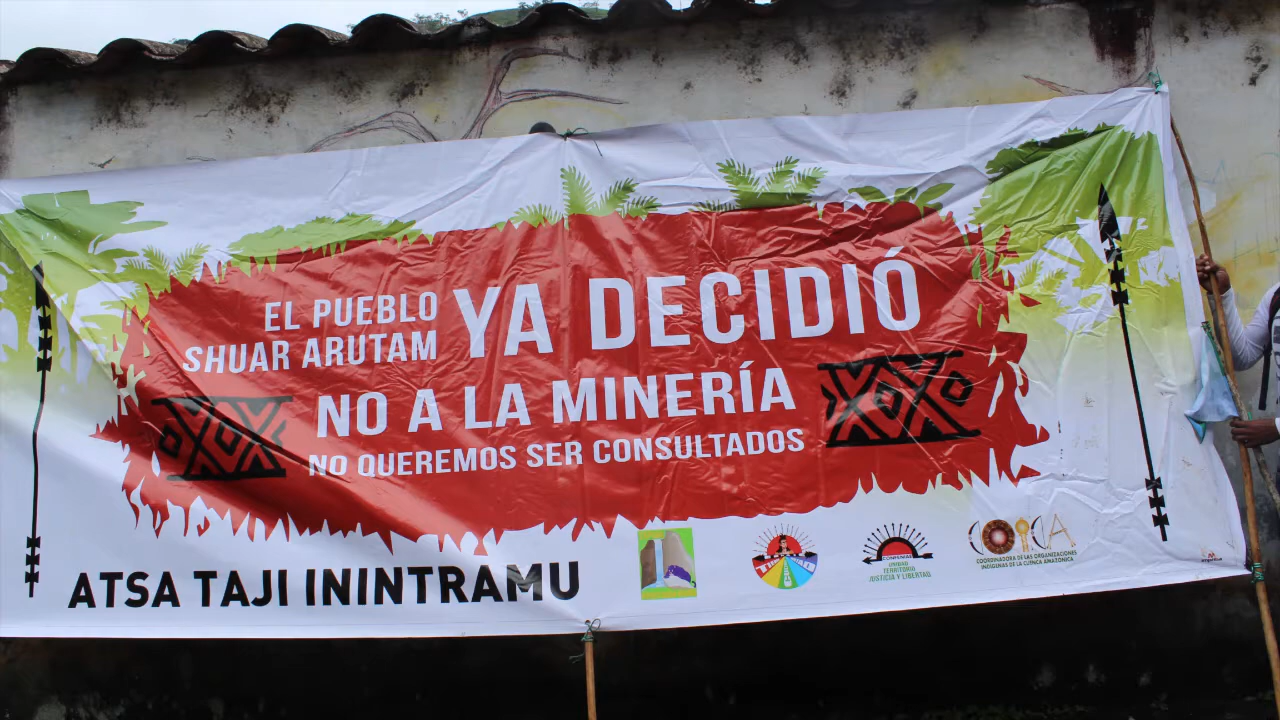 EL PUEBLO
SHUAR ARUTAM
YA DECIDIÓ
NO A LA MINERÍA
NO QUEREMOS SER CONSULTADOS
ATSA TAJI ININTRAMU
UNIDAD
TERRITORIO
JUSTICIA Y LIBERTAD
COICA
COORDINADORA DE LAS ORGANIZACIONES
INDÍGENAS DE LA CUENCA AMAZÓNICA